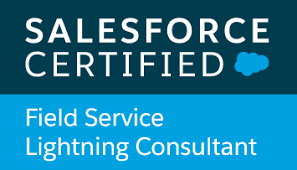 SALESFORCE
CERTIFIED
Field Service
Lightning Consultant